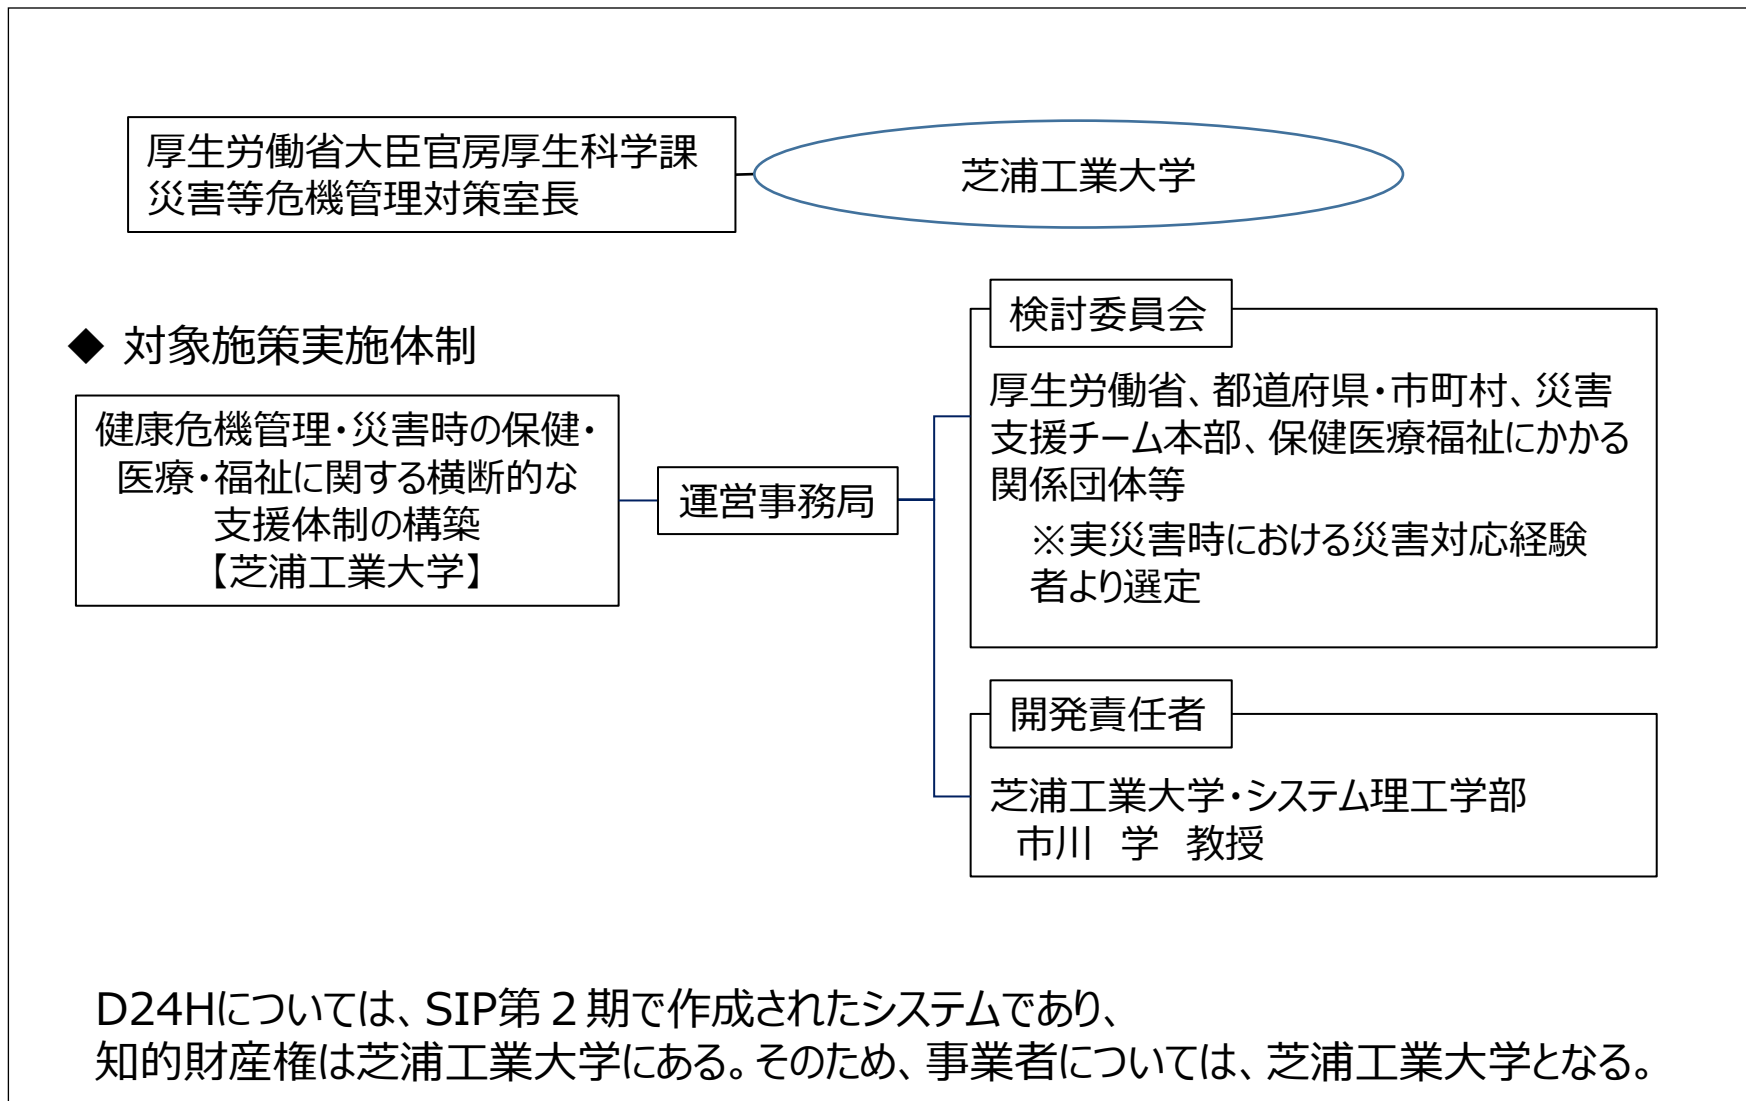 厚生労働省大臣官房厚生科学課
災害等危機管理対策室長
芝浦工業大学
◆ 対象施策実施体制
健康危機管理・災害時の保健・
医療・福祉に関する横断的な
支援体制の構築
【芝浦工業大学】
運営事務局
検討委員会
厚生労働省、都道府県・市町村、災害
支援チーム本部、保健医療福祉にかかる
関係団体等
※実災害時における災害対応経験
者より選定
開発責任者
芝浦工業大学・システム理工学部
市川　学　教授
D24Hについては、SIP第２期で作成されたシステムであり、
知的財産権は芝浦工業大学にある。そのため、事業者については、芝浦工業大学となる。